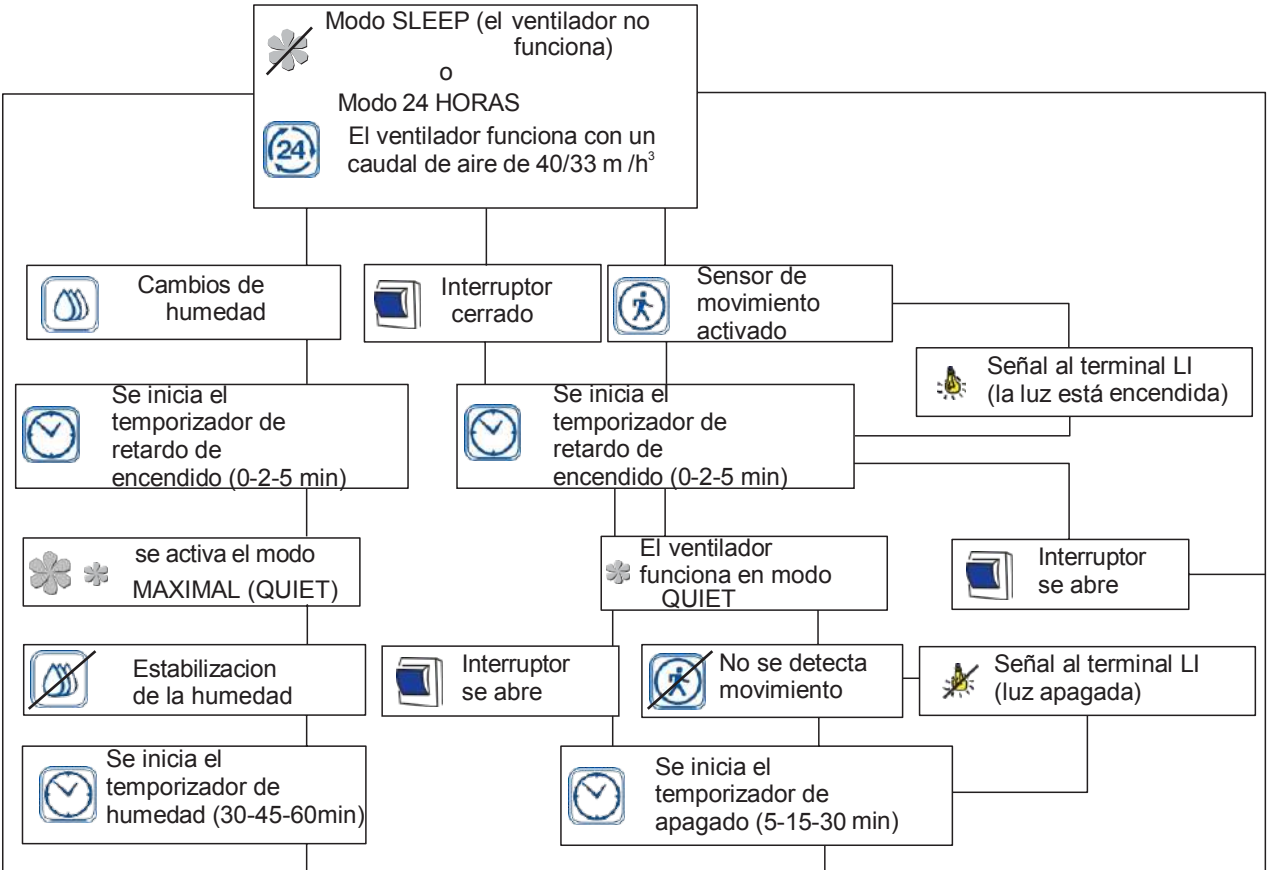 Modo SLEEP (el ventilador no
funciona)
o
Modo 24 HORAS
24
El ventilador funciona con un
caudal de aire de 40/33 m /h³
Cambios de
humedad
Interruptor
cerrado
Sensor de
movimiento
activado
Señal al terminal LI
(la luz está encendida)
Se inicia el
temporizador de
retardo de
encendido (0-2-5 min)
Se inicia el
temporizador de
retardo de
encendido (0-2-5 min)
se activa el modo
MAXIMAL (QUIET)
El ventilador
funciona en modo
QUIET
Interruptor
se abre
Estabilizacion
de la humedad
Interruptor
se abre
No se detecta
movimiento
Señal al terminal LI
(luz apagada)
Se inicia el
temporizador de
humedad (30-45-60min)
Se inicia el
temporizador de
apagado (5-15-30 min)